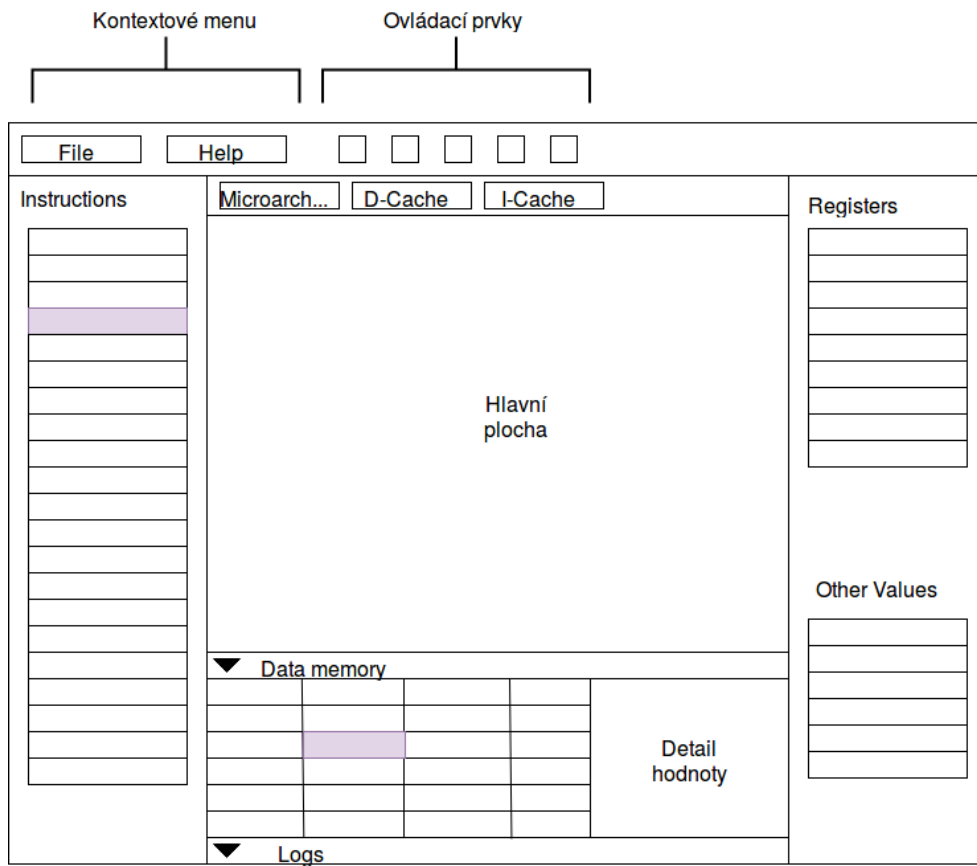 Kontextové menu
Ovládací prvky
File
Help
Instructions
Microarch...
D-Cache
I-Cache
Registers
Hlavní
plocha
Other Values
Data memory
Detail
hodnoty
Logs